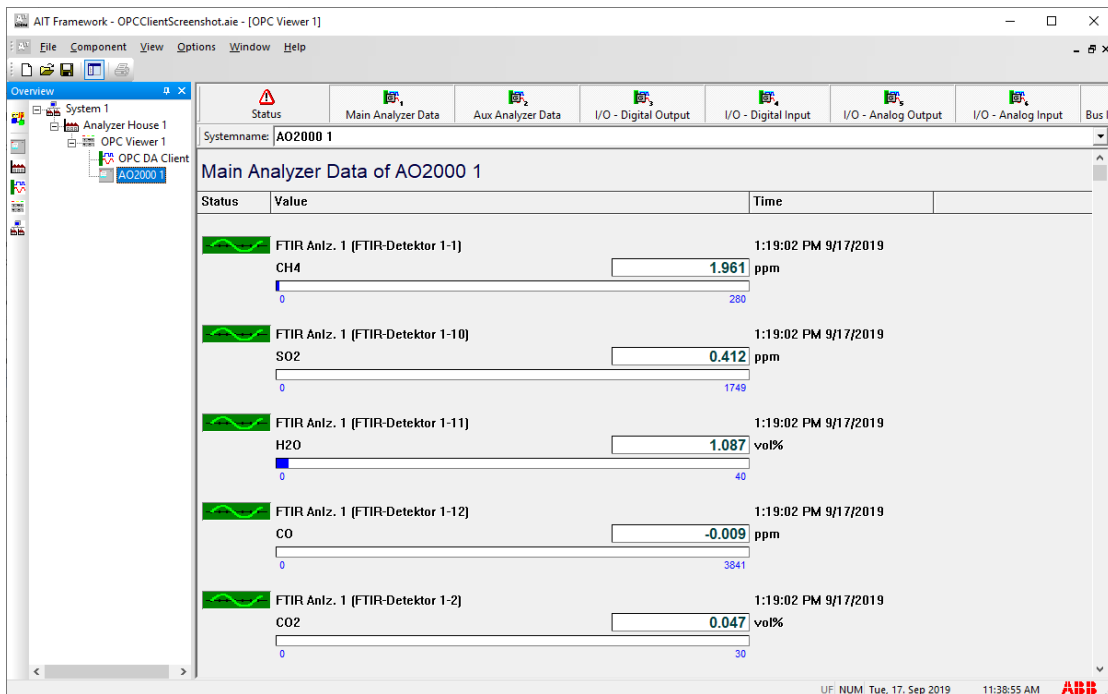 AIT Framework - OPCClientScreenshot.aie - [OPC Viewer 1]
File Component View Options Window Help
Overview
System 1
Analyzer House 1
OPC Viewer 1
OPC DA Client
AO2000 1
Status
Main Analyzer Data
Aux Analyzer Data
I/O - Digital Output
I/O - Digital Input
I/O - Analog Output
I/O - Analog Input
Bus
Systemname: AO2000 1
Main Analyzer Data of AO2000 1
Status Value Time
FTIR Anlz. 1 (FTIR-Detektor 1-1) 1:19:02 PM 9/17/2019
CH4 1.961 ppm
0 280
FTIR Anlz. 1 (FTIR-Detektor 1-10) 1:19:02 PM 9/17/2019
SO2 0.412 ppm
0 1749
FTIR Anlz. 1 (FTIR-Detektor 1-11) 1:19:02 PM 9/17/2019
H2O 1.087 vol%
0 40
FTIR Anlz. 1 (FTIR-Detektor 1-12) 1:19:02 PM 9/17/2019
CO -0.009 ppm
0 3841
FTIR Anlz. 1 (FTIR-Detektor 1-2) 1:19:02 PM 9/17/2019
CO2 0.047 vol%
0 30
UF NUM Tue, 17. Sep 2019 11:38:55 AM ABB